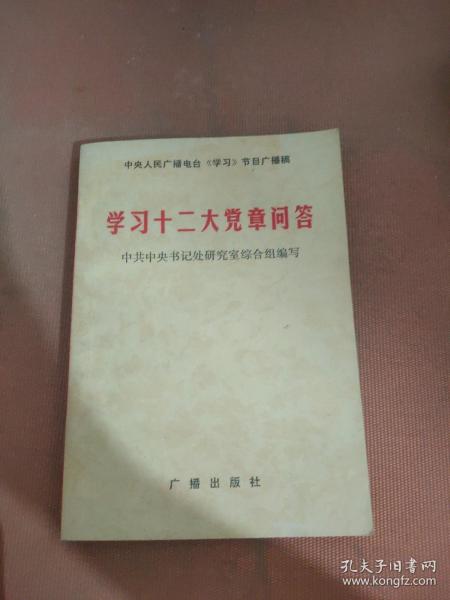 中央人民广播电台《学习》节目广播稿
学习十二大党章问答
中共中央书记处研究室综合组编写
广播出版社
孔夫子旧书网
www.kongfz.com